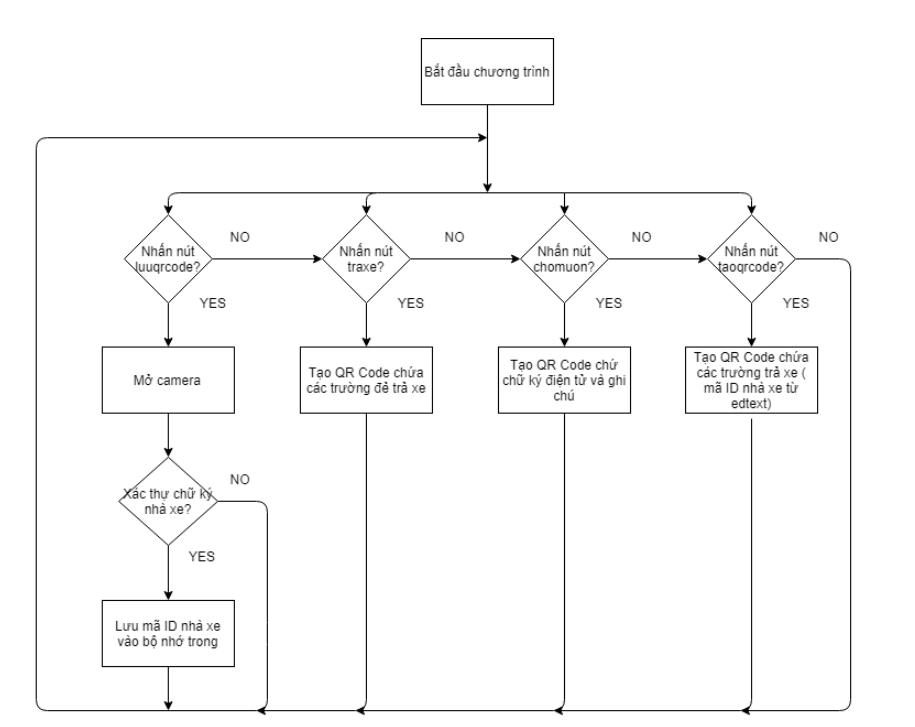 Bắt đầu chương trình
Nhấn nút
luuqrcode?
NO
Nhấn nút
traxe?
NO
Nhấn nút
chomuon?
NO
Nhấn nút
taoqrcode?
NO
YES
YES
YES
YES
Mở camera
Tạo QR Code chứa
các trường đẻ trả xe
Tạo QR Code chứ
chữ ký điện tử và ghi
chú
Tạo QR Code chứa
các trường trả xe (
mã ID nhà xe từ
edtext)
Xác thự chữ ký
nhà xe?
NO
YES
Lưu mã ID nhà xe
vào bộ nhớ trong